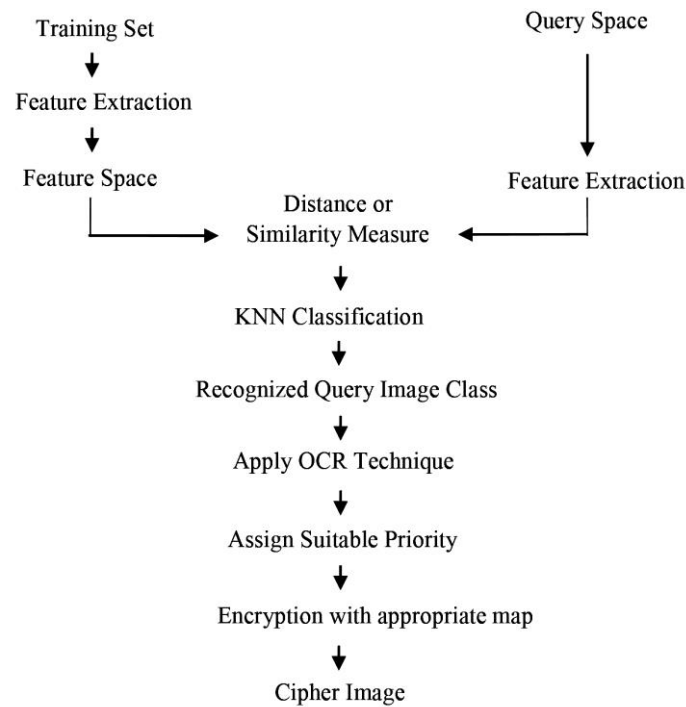 Training Set
Query Space
Feature Extraction
Feature Space
Feature Extraction
Distance or
Similarity Measure
KNN Classification
Recognized Query Image Class
Apply OCR Technique
Assign Suitable Priority
Encryption with appropriate map
Cipher Image